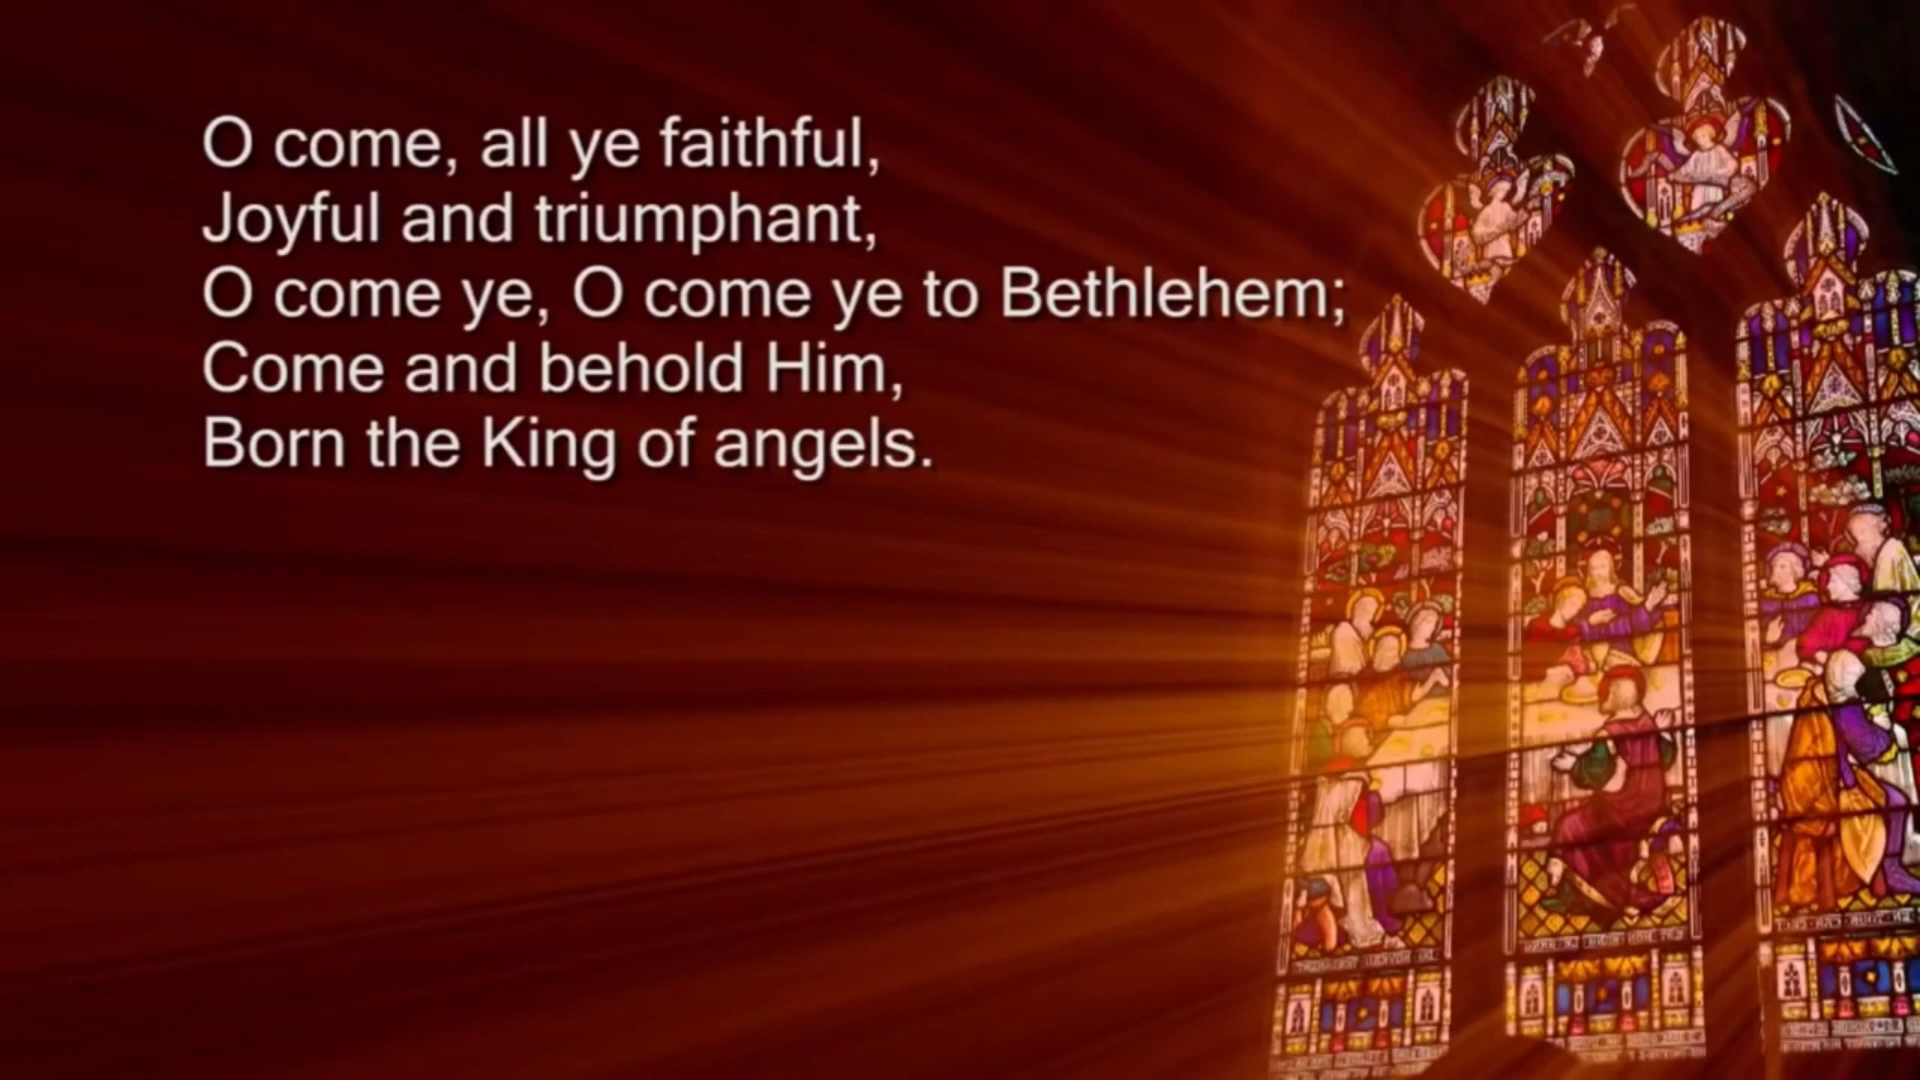 O come, all ye faithful,
Joyful and triumphant,
O come ye, O come ye to Bethlehem;
Come and behold Him,
Born the King of angels.